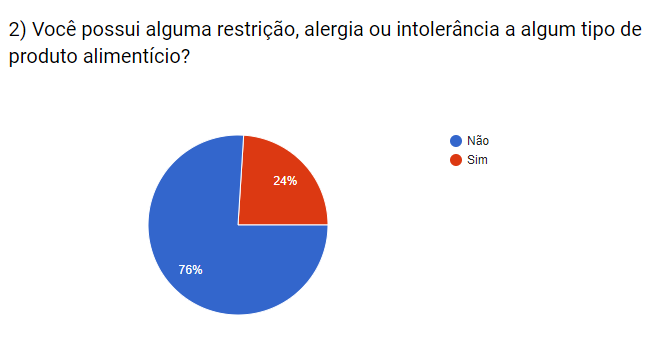 2) Você possui alguma restrição, alergia ou intolerância a algum tipo de
produto alimentício?
Não
Sim
24%
76%